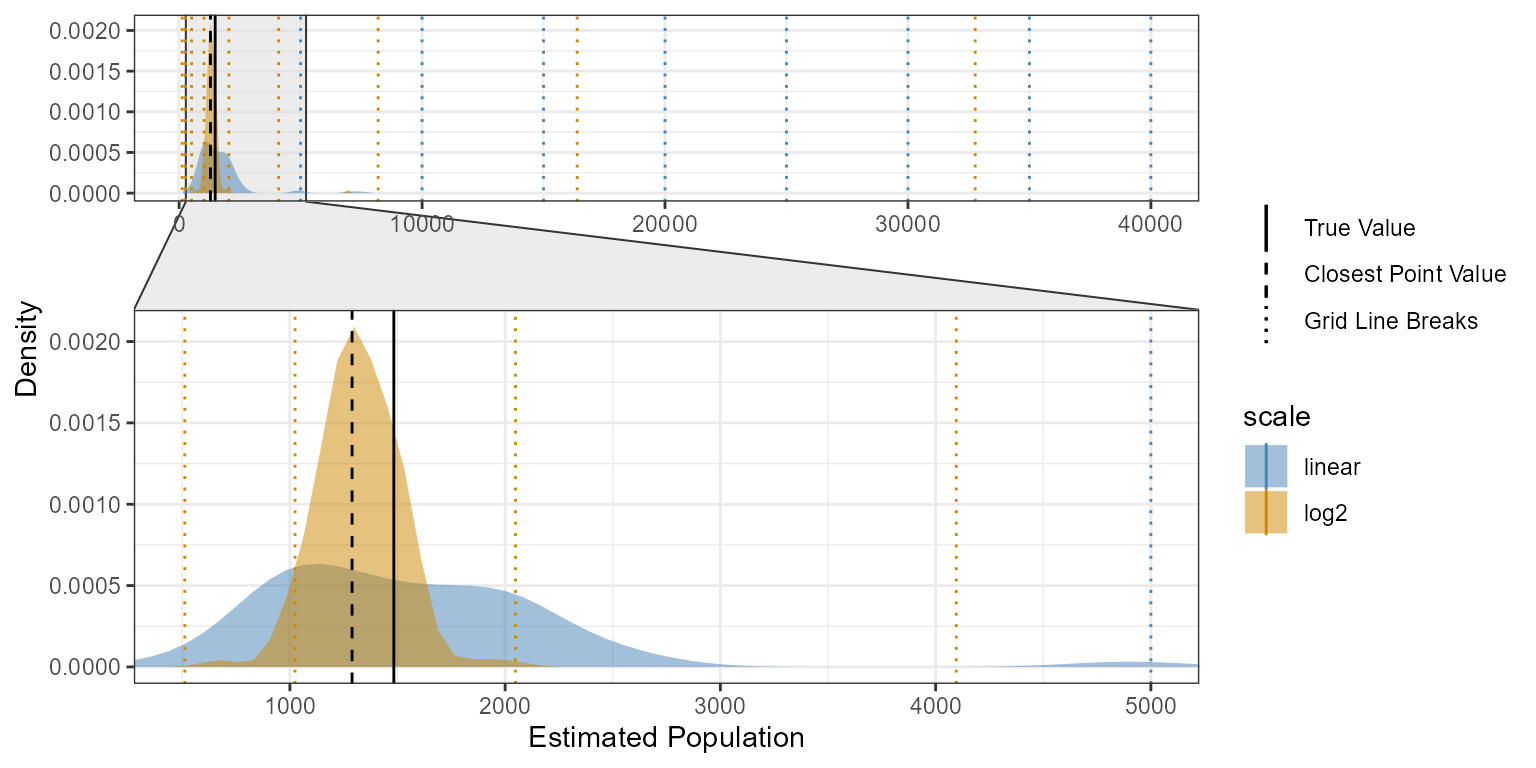 0.0020
0.0015
0.0010
0.0005
0.0000
0 10000 20000 30000 40000
Density
0.0020
0.0015
0.0010
0.0005
0.0000
1000 2000 3000 4000 5000
Estimated Population
True Value
Closest Point Value
Grid Line Breaks
scale
linear
log2